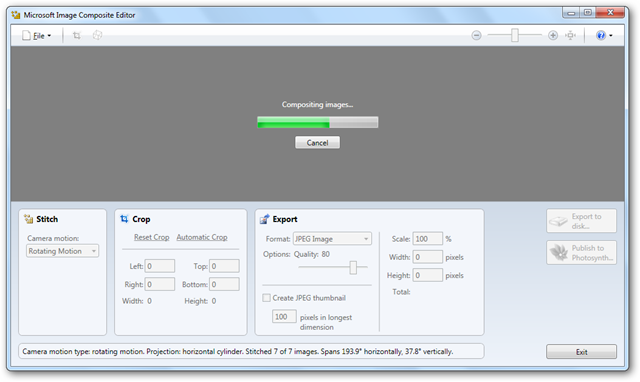 Microsoft Image Composite Editor
File
Compositing images...
Cancel
Stitch
Camera motion:
Rotating Motion
Crop
Reset Crop Automatic Crop
Left: 0 Top: 0
Right: 0 Bottom: 0
Width: 0 Height: 0
Export
Format: JPEG Image
Options: Quality: 80
Create JPEG thumbnail
100 pixels in longest
dimension
Scale: 100 %
Width: 0 pixels
Height: 0 pixels
Total:
Export to
disk...
Publish to
Photosynth...
Camera motion type: rotating motion. Projection: horizontal cylinder. Stitched 7 of 7 images. Spans 193.9° horizontally, 37.8° vertically.
Exit